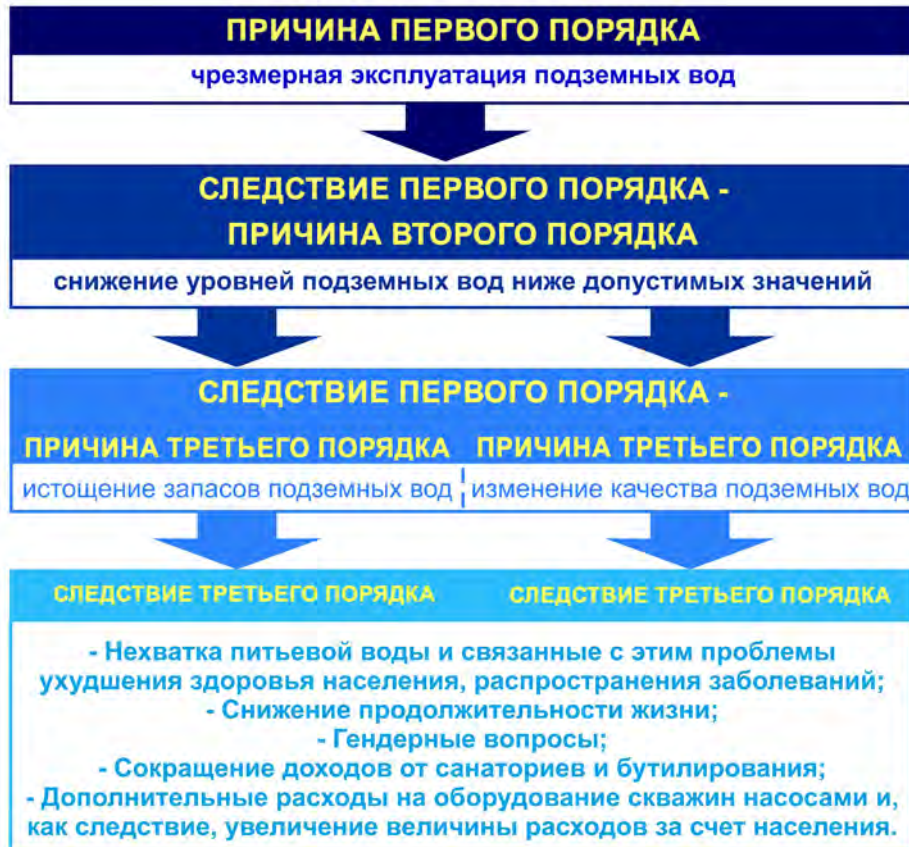 ПРИЧИНА ПЕРВОГО ПОРЯДКА
чрезмерная эксплуатация подземных вод
СЛЕДСТВИЕ ПЕРВОГО ПОРЯДКА -
ПРИЧИНА ВТОРОГО ПОРЯДКА
снижение уровней подземных вод ниже допустимых значений
СЛЕДСТВИЕ ПЕРВОГО ПОРЯДКА -
ПРИЧИНА ТРЕТЬЕГО ПОРЯДКА ПРИЧИНА ТРЕТЬЕГО ПОРЯДКА
истощение запасов подземных вод изменение качества подземных вод
СЛЕДСТВИЕ ТРЕТЬЕГО ПОРЯДКА СЛЕДСТВИЕ ТРЕТЬЕГО ПОРЯДКА
- Нехватка питьевой воды и связанные с этим проблемы
ухудшения здоровья населения, распространения заболеваний;
- Снижение продолжительности жизни;
- Гендерные вопросы;
- Сокращение доходов от санаториев и бутилирования;
- Дополнительные расходы на оборудование скважин насосами и,
как следствие, увеличение величины расходов за счет населения.